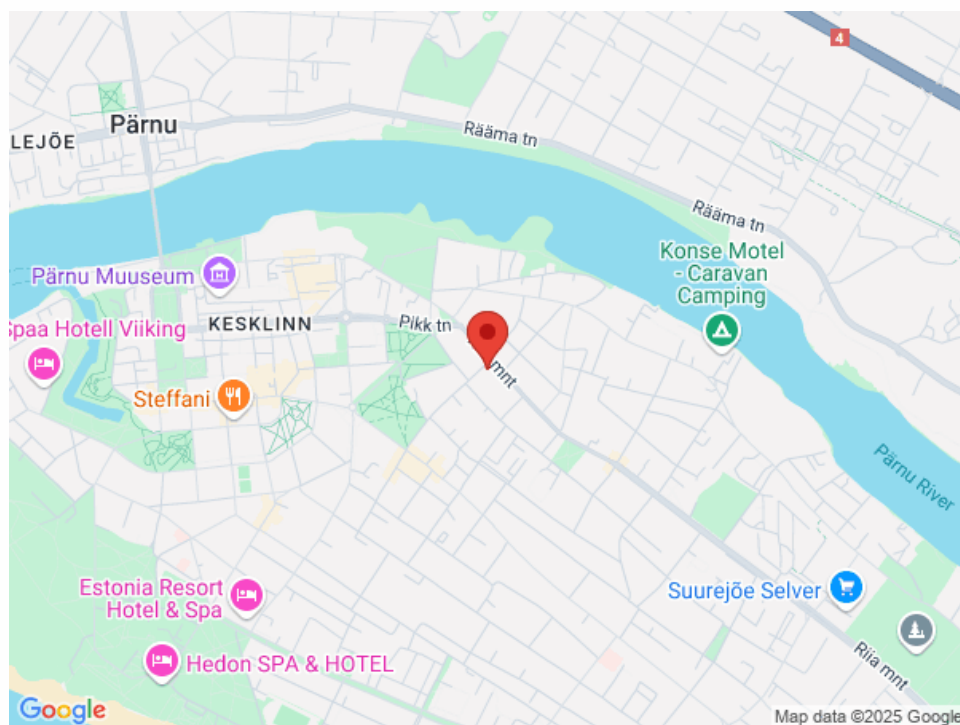 4
Pärnu
LEJÕE
Rääma tn
Rääma tn
Konse Motel
- Caravan
Camping
Pärnu Muuseum
KESKLINN
Pikk tn
Spaa Hotell Viiking
mnt
Steffani
Pärnu River
Estonia Resort
Hotel & Spa
Suurejõe Selver
Hedon SPA & HOTEL
Riia mnt
Google
Map data ©2025 Google